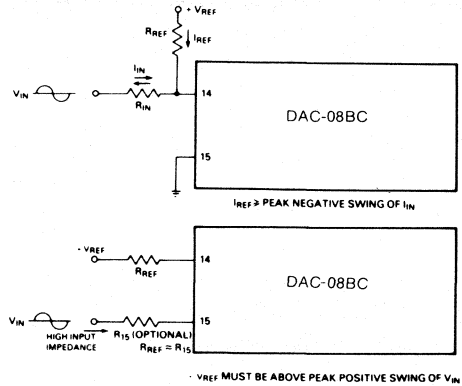 + VREF
RREF
IREF
IIN
VIN
RIN
14
DAC-08BC
15
IREF ≥ PEAK NEGATIVE SWING OF IIN
- VREF
14
RREF
DAC-08BC
VIN
15
HIGH INPUT
IMPEDANCE
R15 (OPTIONAL)
RREF = R15
· VREF MUST BE ABOVE PEAK POSITIVE SWING OF VIN